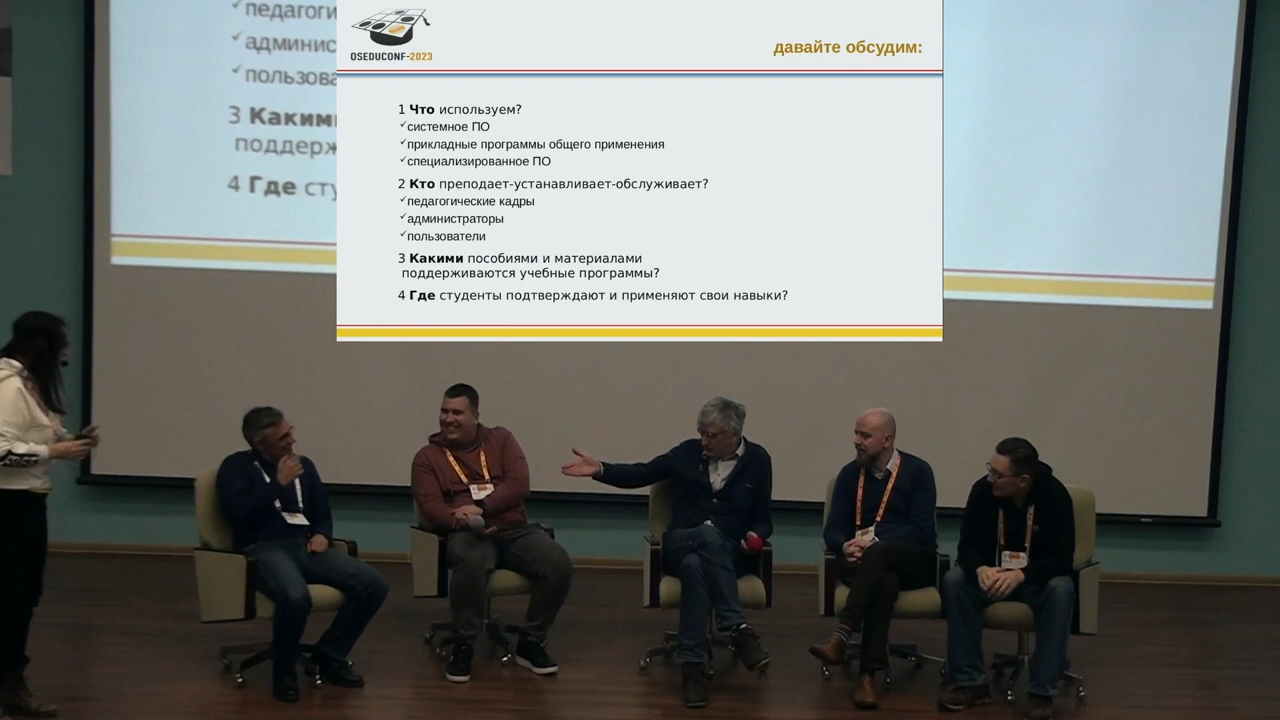 педагоги
админис
пользова
3 Каким
поддерж
4 Где сту
OSEDUCONF-2023
давайте обсудим:
1 Что используем?
системное ПО
прикладные программы общего применения
специализированное ПО
2 Кто преподает-устанавливает-обслуживает?
педагогические кадры
администраторы
пользователи
3 Какими пособиями и материалами
поддерживаются учебные программы?
4 Где студенты подтверждают и применяют свои навыки?